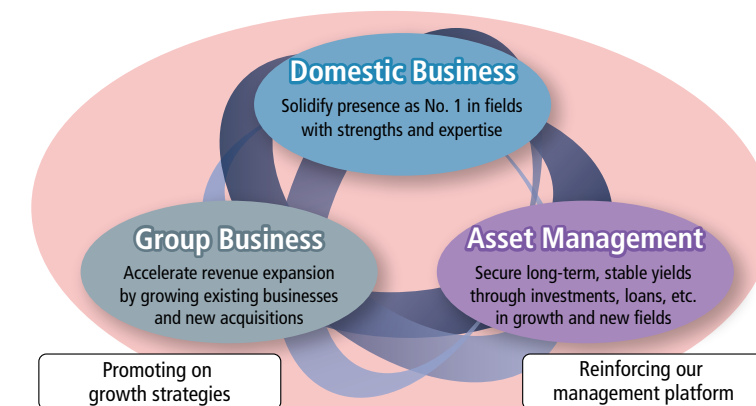 Domestic Business
Solidify presence as No. 1 in fields
with strengths and expertise
Group Business
Accelerate revenue expansion
by growing existing businesses
and new acquisitions
Asset Management
Secure long-term, stable yields
through investments, loans, etc.
in growth and new fields
Promoting on
growth strategies
Reinforcing our
management platform